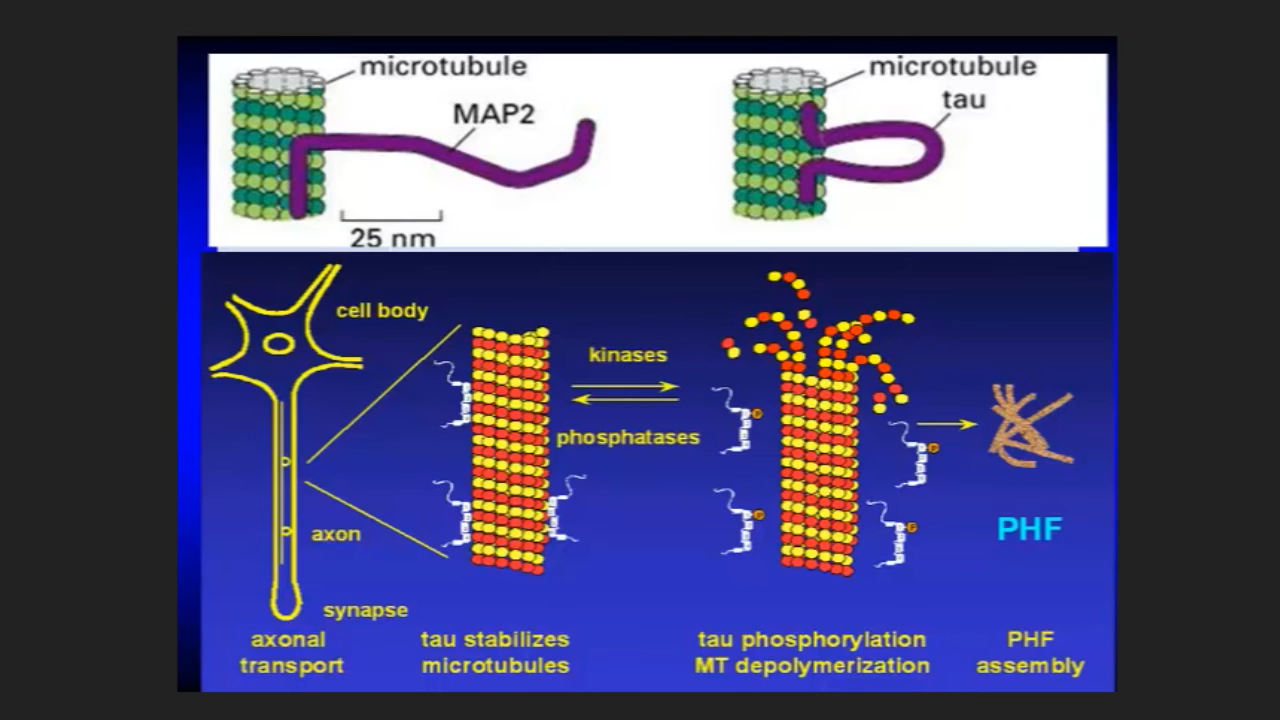 microtubule
MAP2
25 nm
microtubule
tau
cell body
axon
synapse
kinases
phosphatases
PHF
axonal
transport
tau stabilizes
microtubules
tau phosphorylation
MT depolymerization
PHF
assembly